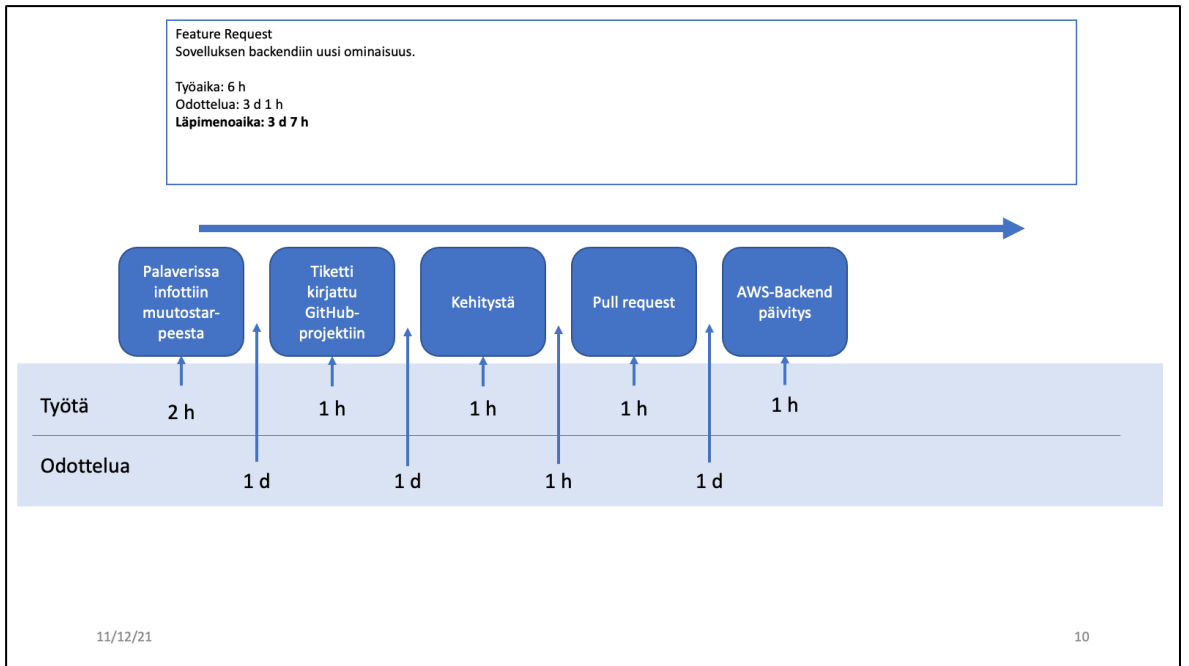 Feature Request
Sovelluksen backendiin uusi ominaisuus.
Työaika: 6 h
Odottelua: 3 d 1 h
Läpimenoaika: 3 d 7 h
Palaverissa
infottiin
muutostar-
peesta
Tiketti
kirjattu
GitHub-
projektiin
Kehitystä
Pull request
AWS-Backend
päivitys
Työtä
2 h
1 h
1 h
1 h
1 h
Odottelua
1 d
1 d
1 h
1 d
11/12/21
10